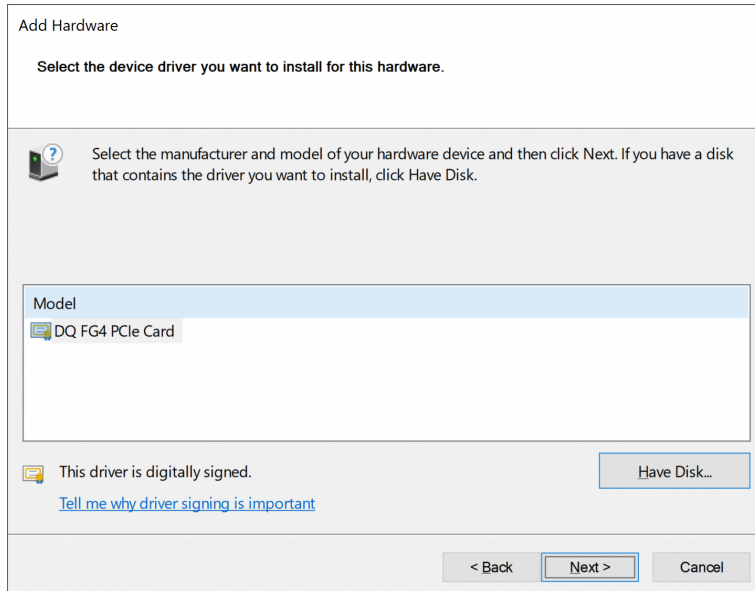 Add Hardware
Select the device driver you want to install for this hardware.
Select the manufacturer and model of your hardware device and then click Next. If you have a disk
that contains the driver you want to install, click Have Disk.
Model
DQ FG4 PCIe Card
This driver is digitally signed.
Have Disk...
Tell me why driver signing is important
< Back
Next >
Cancel